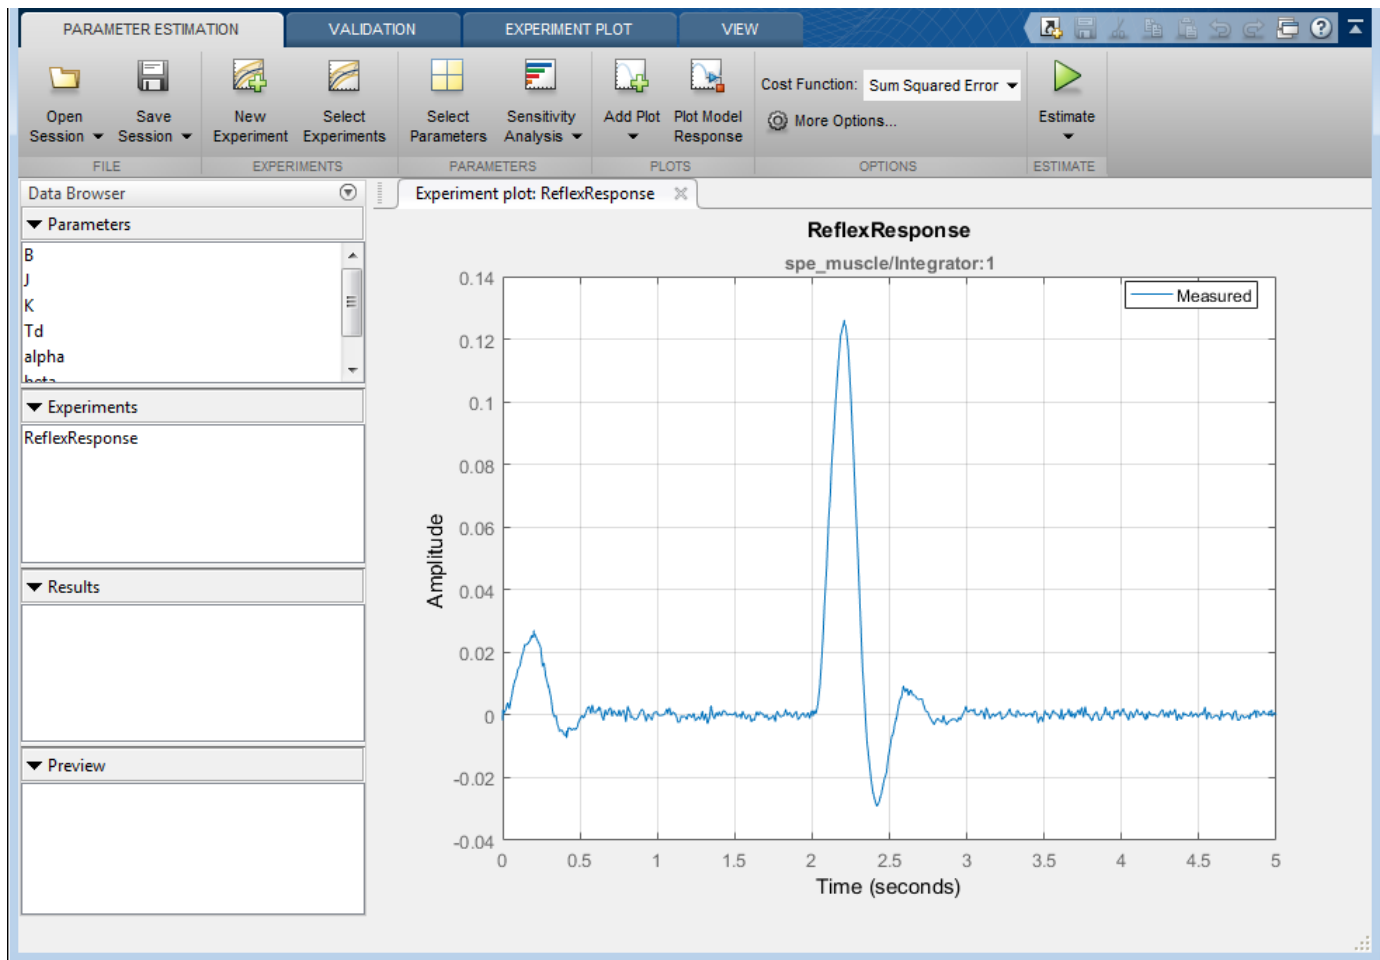 PARAMETER ESTIMATION VALIDATION EXPERIMENT PLOT VIEW
Open Session Save Session New Experiment Select Experiments Select Parameters Sensitivity Analysis Add Plot Plot Model Response Cost Function: Sum Squared Error Estimate
More Options...
FILE EXPERIMENTS PARAMETERS PLOTS OPTIONS ESTIMATE
Data Browser
Experiment plot: ReflexResponse
Parameters
B
J
K
Td
alpha
beta
Experiments
ReflexResponse
Results
Preview
ReflexResponse
spe_muscle/Integrator:1
Measured
0.14
0.12
0.1
0.08
0.06
0.04
0.02
0
-0.02
-0.04
Amplitude
0 0.5 1 1.5 2 2.5 3 3.5 4 4.5 5
Time (seconds)